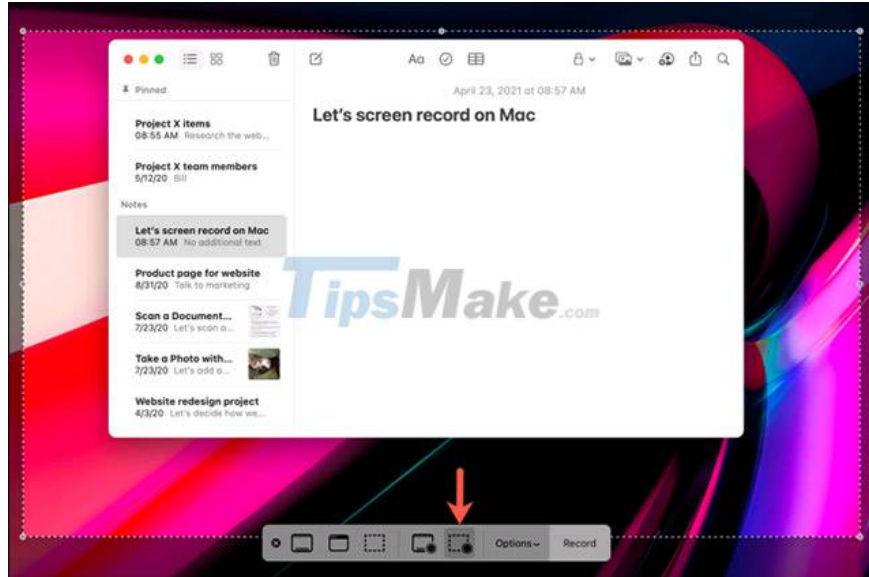 Aa
Pinned
April 23, 2021 at 08:57 AM
Let's screen record on Mac
Project X items
08:55 AM Research the web...
Project X team members
5/12/20 Bill
Notes
Let's screen record on Mac
08:57 AM No additional text
Product page for website
8/31/20 Talk to marketing
Scan a Document...
7/23/20 Let's scan a...
Take a Photo with...
7/23/20 Let's add a...
Website redesign project
4/3/20 Let's decide how we...
TipsMake.com
Options
Record